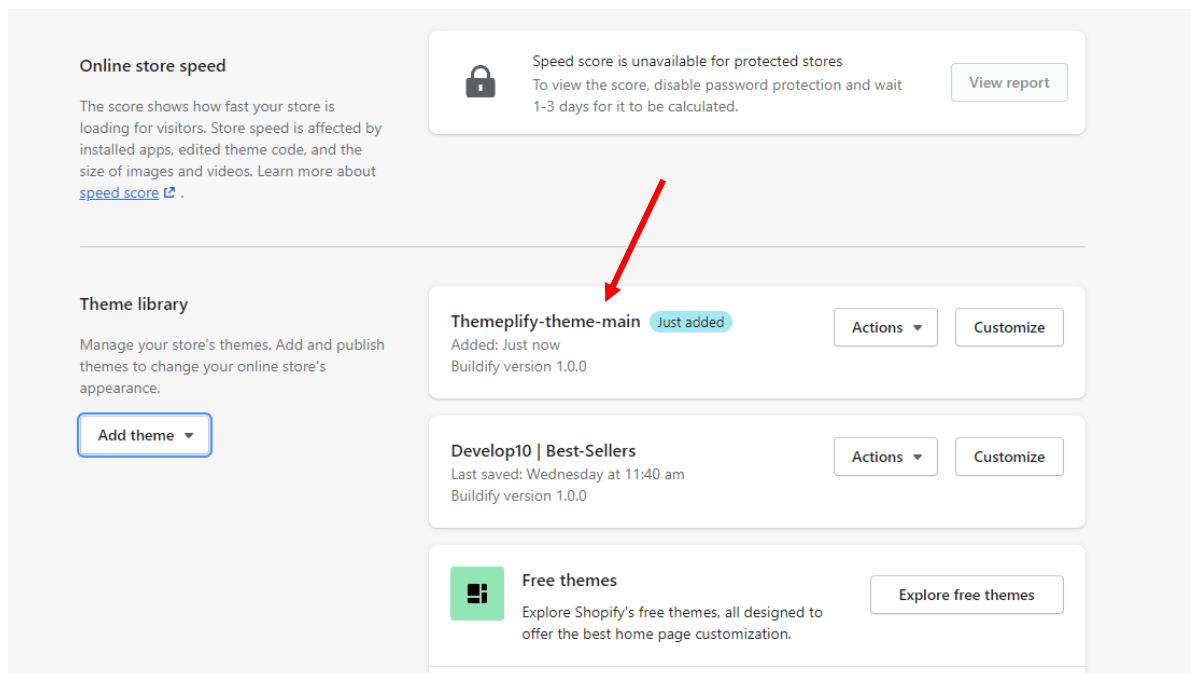 Online store speed
The score shows how fast your store is
loading for visitors. Store speed is affected by
installed apps, edited theme code, and the
size of images and videos. Learn more about
speed score .
Speed score is unavailable for protected stores
To view the score, disable password protection and wait
1-3 days for it to be calculated.
View report
Theme library
Manage your store's themes. Add and publish
themes to change your online store's
appearance.
Add theme
Themeplify-theme-main Just added
Added: Just now
Buildify version 1.0.0
Actions
Customize
Develop10 | Best-Sellers
Last saved: Wednesday at 11:40 am
Buildify version 1.0.0
Actions
Customize
Free themes
Explore Shopify's free themes, all designed to
offer the best home page customization.
Explore free themes